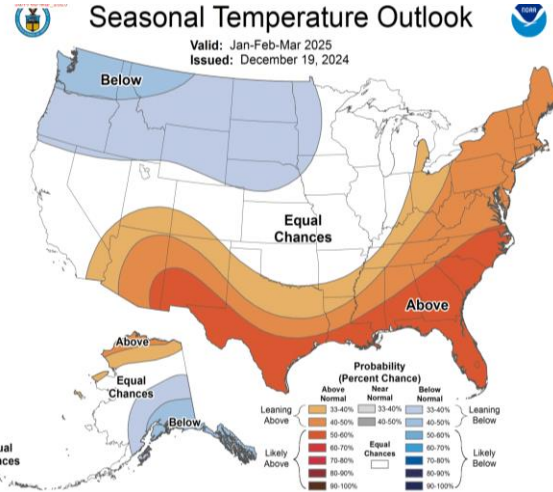 Seasonal Temperature Outlook
Valid: Jan-Feb-Mar 2025
Issued: December 19, 2024
NOAA
Below
Equal
Chances
Above
Above
Equal
Chances
Below
Probability
(Percent Chance)
Above
Normal
Near
Normal
Below
Normal
Leaning
Above
33-40%
33-40%
33-40%
Leaning
Below
40-50%
40-50%
40-50%
Likely
Above
50-60%
50-60%
Likely
Below
60-70%
60-70%
70-80%
70-80%
80-90%
80-90%
90-100%
90-100%
Equal
Chances
ual
nces